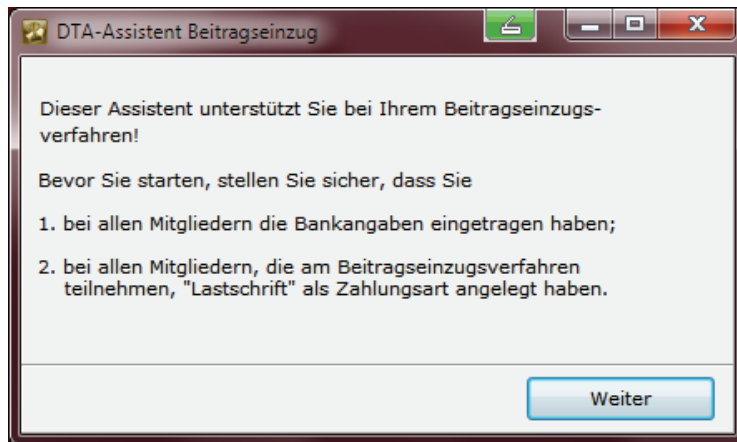 DTA-Assistent Beitragseinzug
Dieser Assistent unterstützt Sie bei Ihrem Beitragseinzugs-
verfahren!
Bevor Sie starten, stellen Sie sicher, dass Sie
1. bei allen Mitgliedern die Bankangaben eingetragen haben;
2. bei allen Mitgliedern, die am Beitragseinzugsverfahren
teilnehmen, "Lastschrift" als Zahlungsart angelegt haben.
Weiter